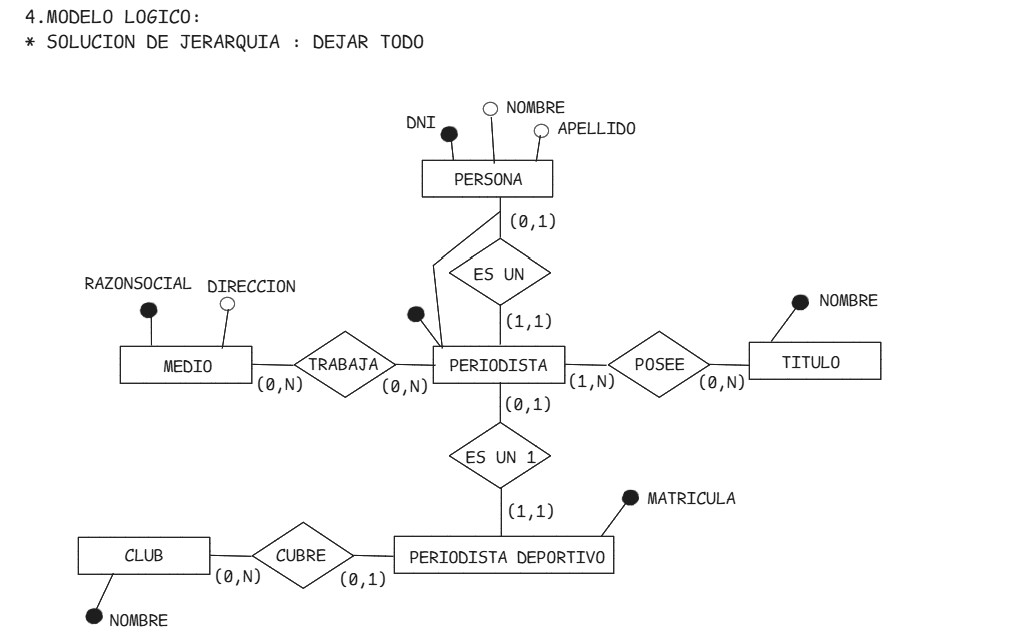 4.MODELO LOGICO:
* SOLUCION DE JERARQUIA : DEJAR TODO
NOMBRE
DNI
APELLIDO
PERSONA
(0,1)
ES UN
RAZONSOCIAL
DIRECCION
NOMBRE
(1,1)
MEDIO
TRABAJA
PERIODISTA
POSEE
TITULO
(0,N)
(0,N)
(1,N)
(0,N)
(0,1)
ES UN 1
MATRICULA
(1,1)
CLUB
CUBRE
PERIODISTA DEPORTIVO
(0,N)
(0,1)
NOMBRE